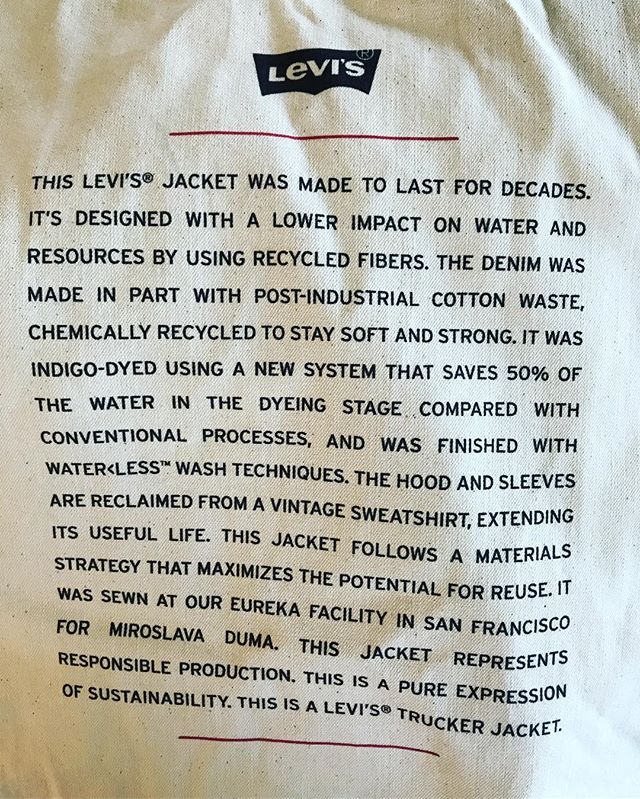 LEVI'S®
THIS LEVI'S® JACKET WAS MADE TO LAST FOR DECADES.
IT'S DESIGNED WITH A LOWER IMPACT ON WATER AND
RESOURCES BY USING RECYCLED FIBERS. THE DENIM WAS
MADE IN PART WITH POST-INDUSTRIAL COTTON WASTE,
CHEMICALLY RECYCLED TO STAY SOFT AND STRONG. IT WAS
INDIGO-DYED USING A NEW SYSTEM THAT SAVES 50% OF
THE WATER IN THE DYEING STAGE COMPARED WITH
CONVENTIONAL PROCESSES, AND WAS FINISHED WITH
WATER<LESS™ WASH TECHNIQUES. THE HOOD AND SLEEVES
ARE RECLAIMED FROM A VINTAGE SWEATSHIRT, EXTENDING
ITS USEFUL LIFE. THIS JACKET FOLLOWS A MATERIALS
STRATEGY THAT MAXIMIZES THE POTENTIAL FOR REUSE. IT
WAS SEWN AT OUR EUREKA FACILITY IN SAN FRANCISCO
FOR MIROSLAVA DUMA. THIS JACKET REPRESENTS
RESPONSIBLE PRODUCTION. THIS IS A PURE EXPRESSION
OF SUSTAINABILITY. THIS IS A LEVI'S® TRUCKER JACKET.